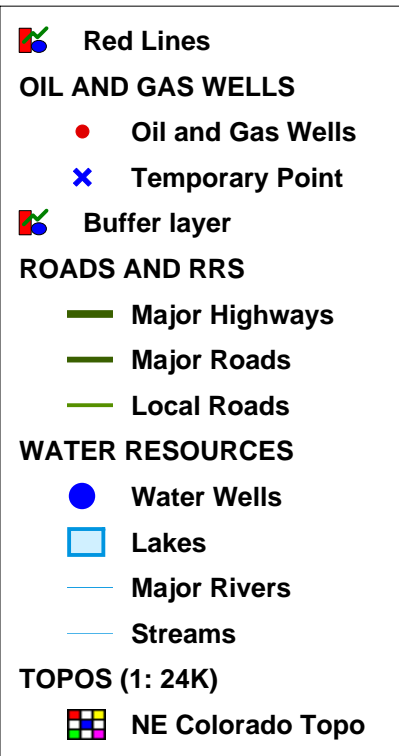 Red Lines
OIL AND GAS WELLS
Oil and Gas Wells
Temporary Point
Buffer layer
ROADS AND RRS
Major Highways
Major Roads
Local Roads
WATER RESOURCES
Water Wells
Lakes
Major Rivers
Streams
TOPOS (1: 24K)
NE Colorado Topo